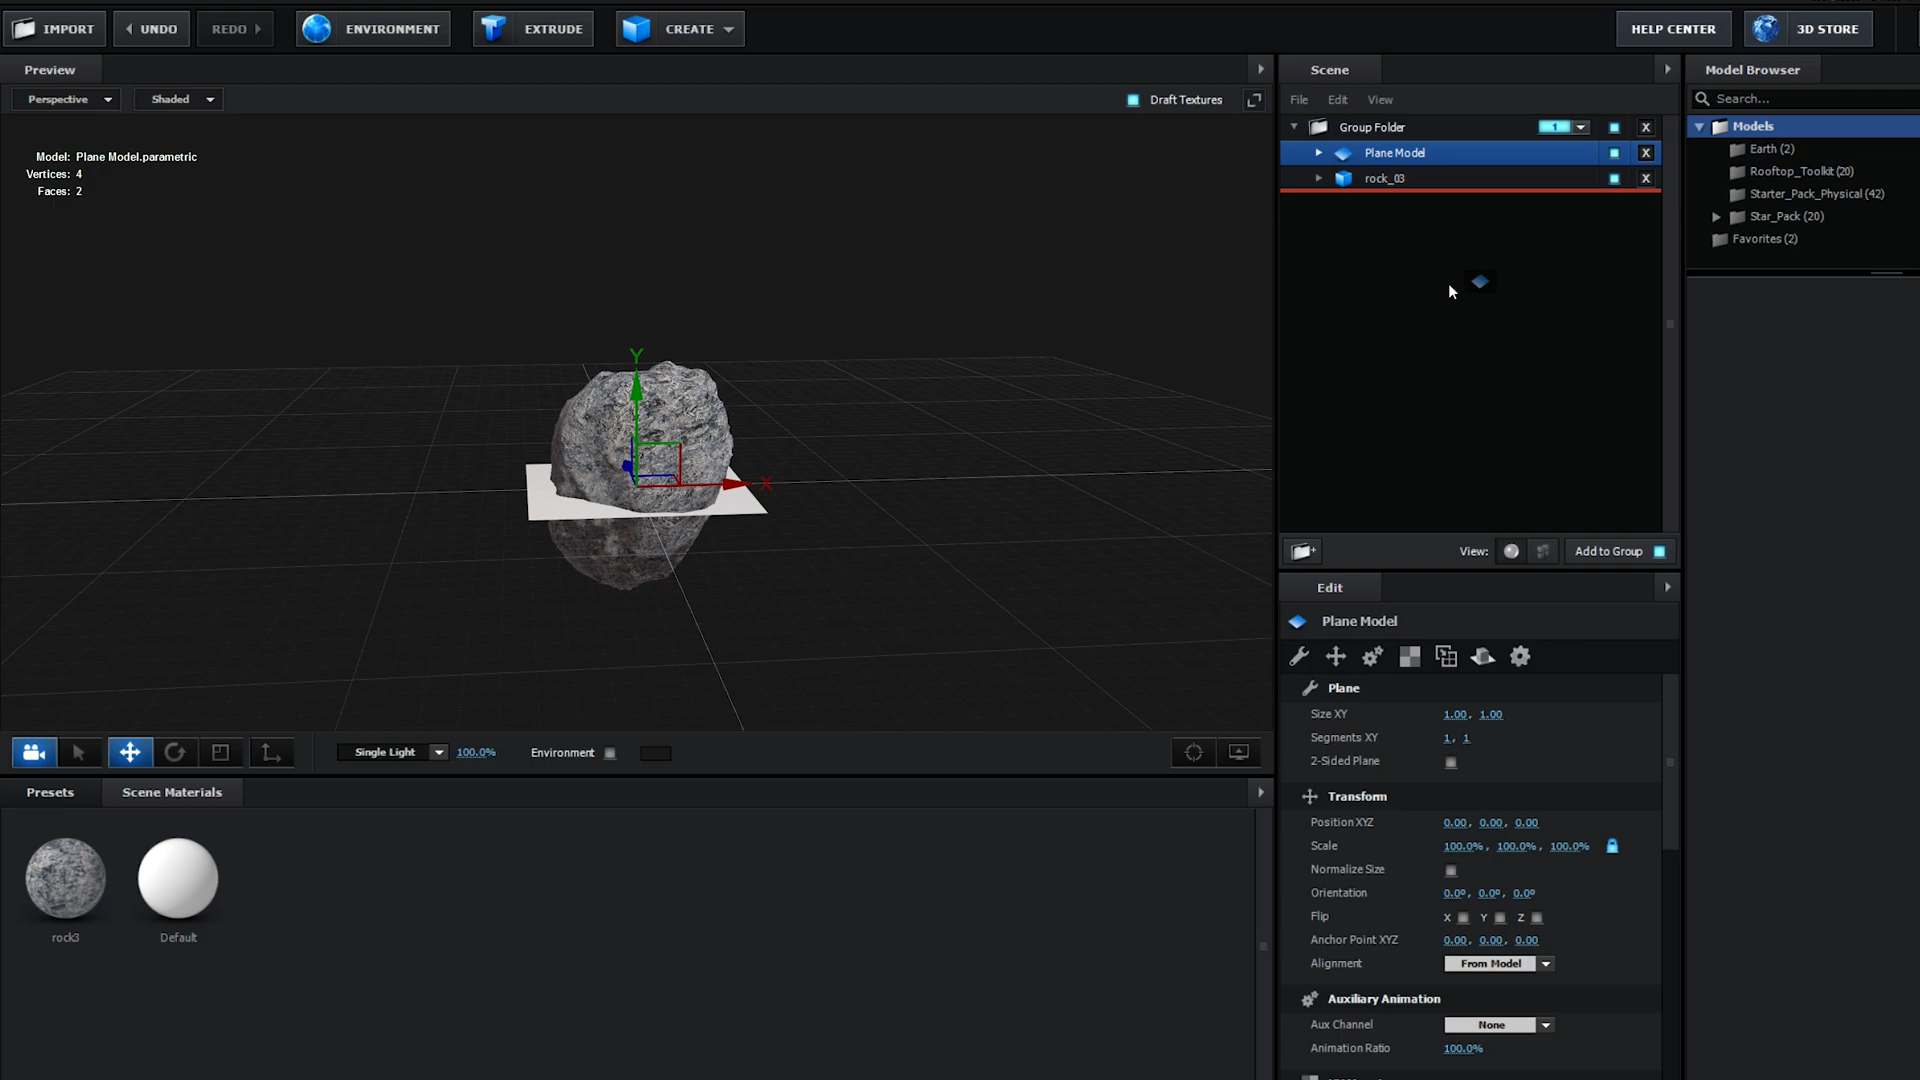 IMPORT
UNDO
REDO
ENVIRONMENT
EXTRUDE
CREATE
HELP CENTER
3D STORE
Preview
Scene
Model Browser
Perspective
Shaded
Draft Textures
File Edit View
Search...
Model: Plane Model.parametric
Vertices: 4
Faces: 2
Group Folder 1 X
Plane Model X
rock_03 X
Models
Earth (2)
Rooftop_Toolkit (20)
Starter_Pack_Physical (42)
Star_Pack (20)
Favorites (2)
Y
X
View:
Add to Group
Edit
Plane Model
Plane
Size XY 1.00, 1.00
Segments XY 1, 1
2-Sided Plane
Transform
Position XYZ 0.00, 0.00, 0.00
Scale 100.0%, 100.0%, 100.0%
Normalize Size
Orientation 0.0º, 0.0º, 0.0º
Flip X Y Z
Anchor Point XYZ 0.00, 0.00, 0.00
Alignment From Model
Auxiliary Animation
Aux Channel None
Animation Ratio 100.0%
Single Light 100.0% Environment
Presets
Scene Materials
rock3
Default